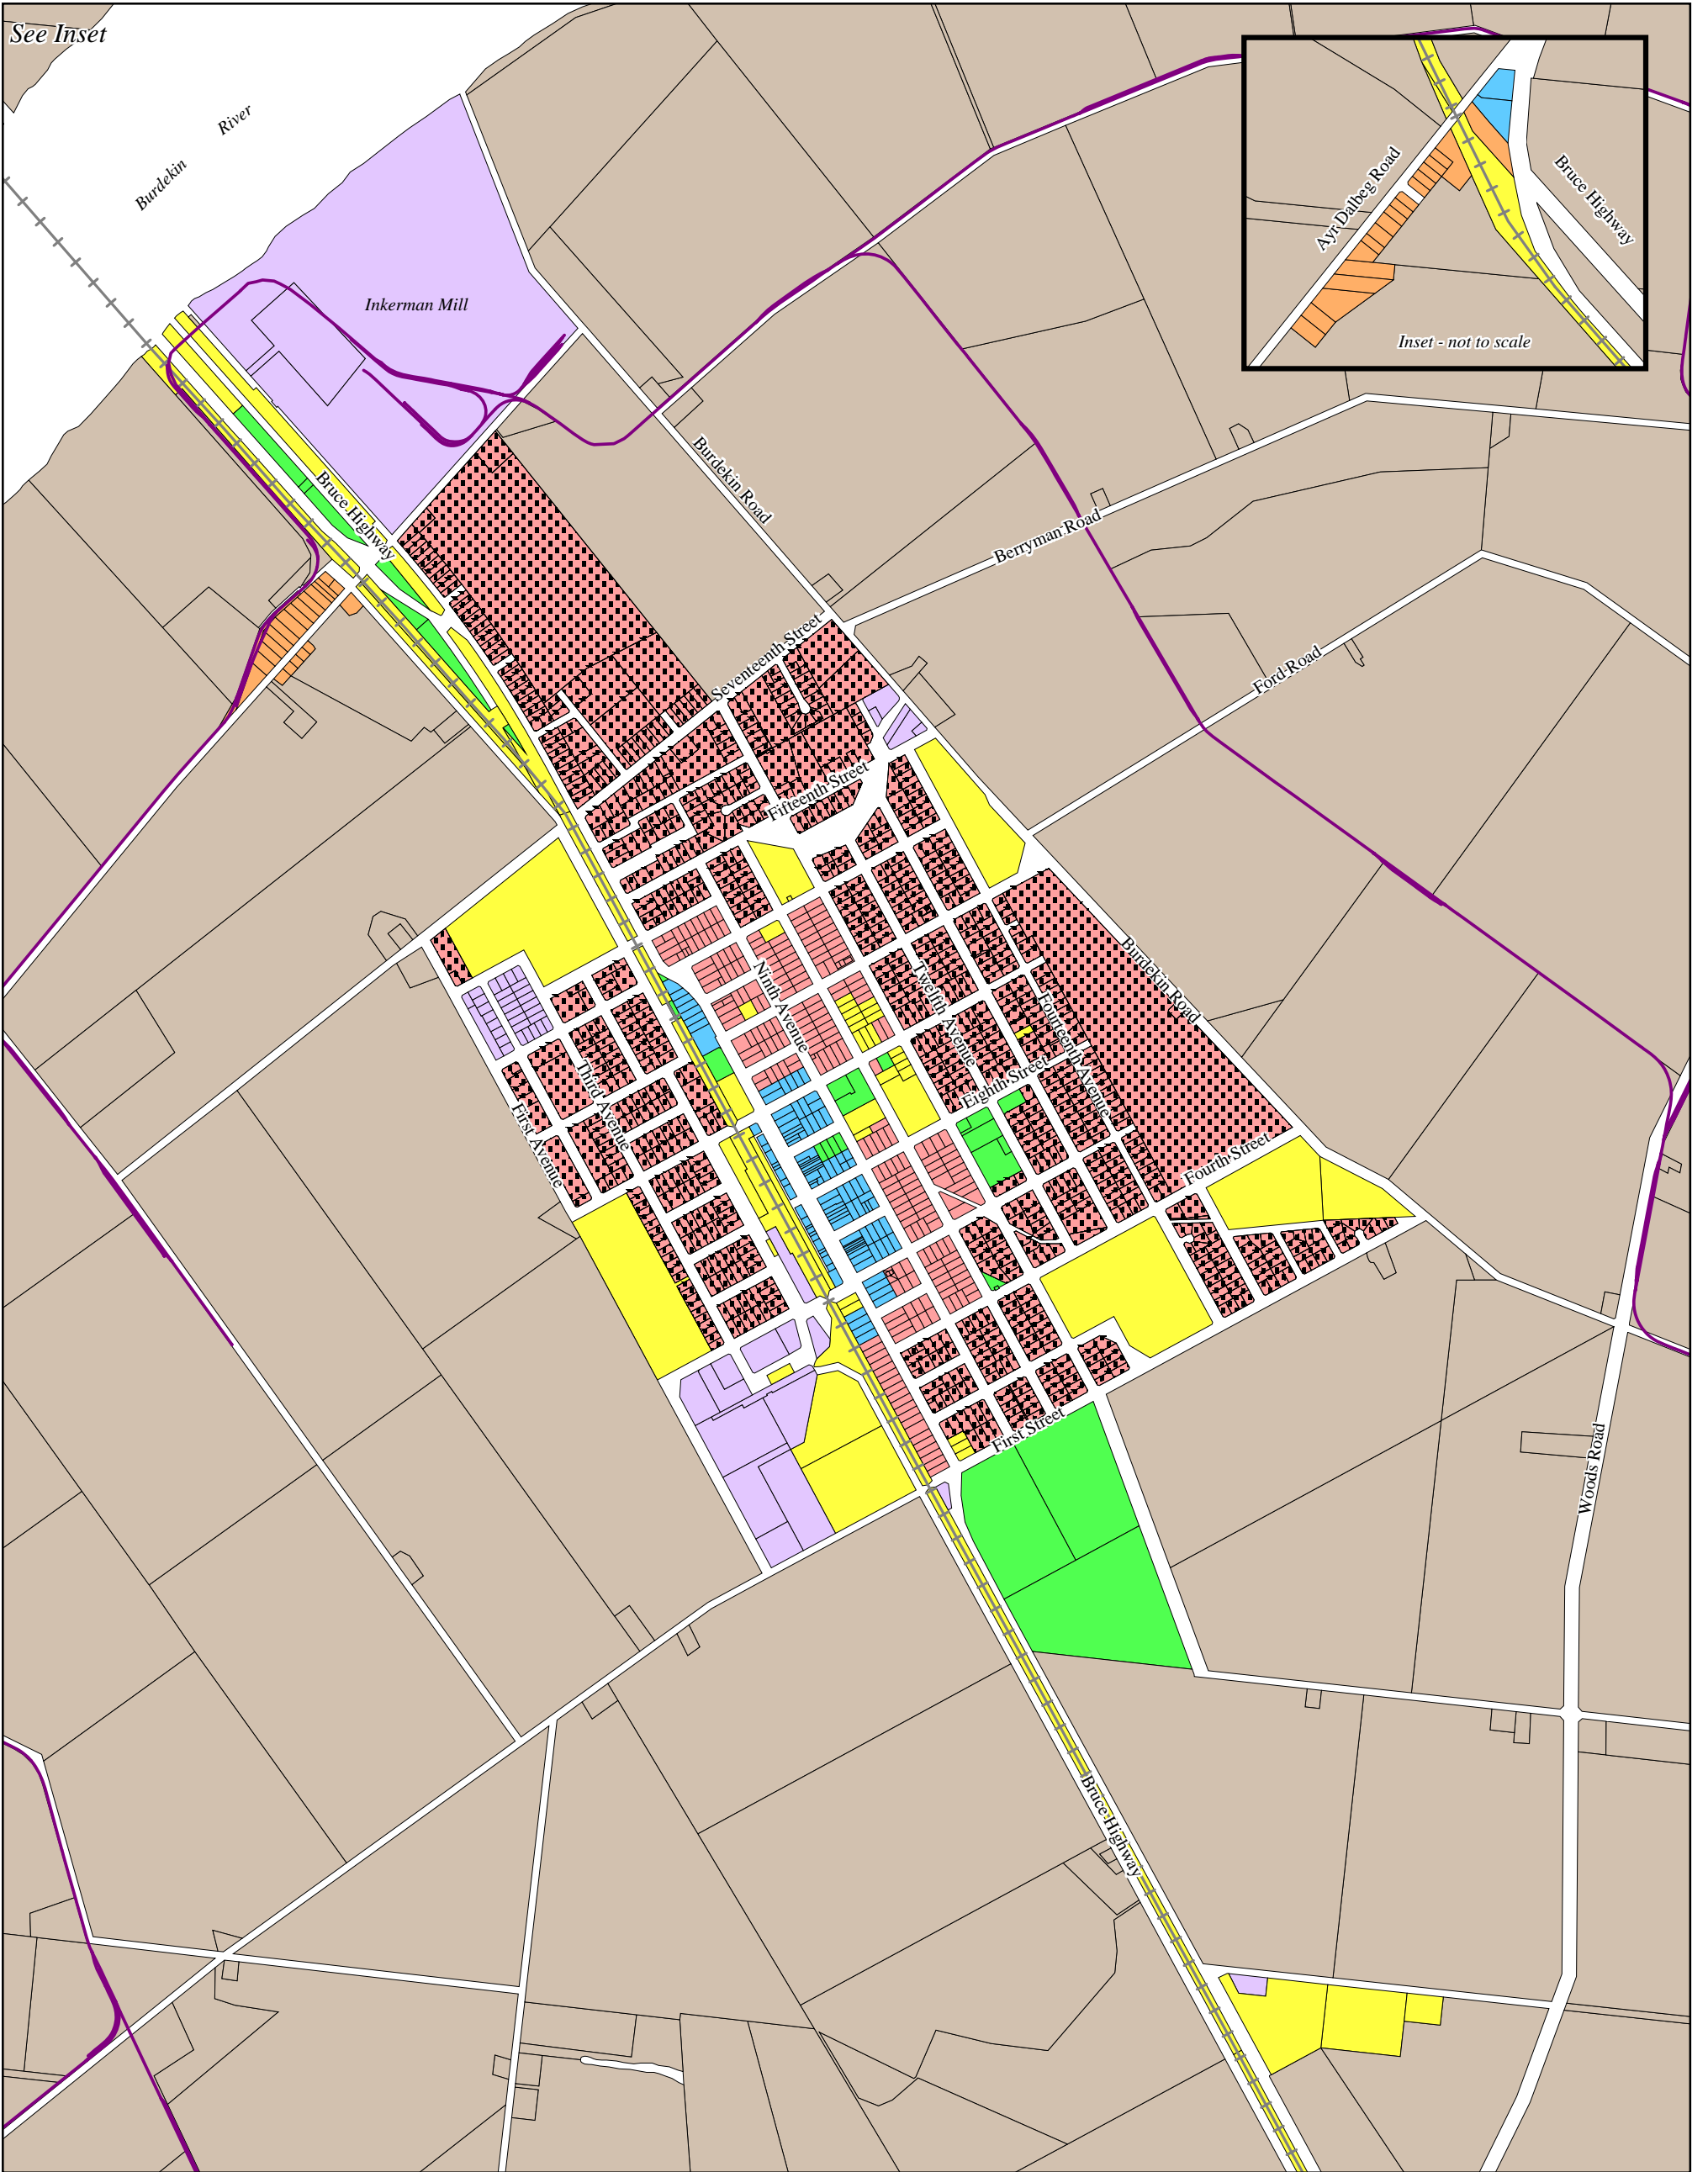 See Inset
River
Burdekin
Ayr Dalbeg Road
Bruce Highway
Inset - not to scale
Inkerman Mill
Burdekin Road
Bruce Highway
Berryman Road
Seventeenth Street
Ford Road
Fifteenth Street
Burdekin Road
Ninth Avenue
Twelfth Avenue
Fourteenth Avenue
Eighth Street
Third Avenue
First Avenue
Fourth Street
First Street
Woods Road
Bruce Highway